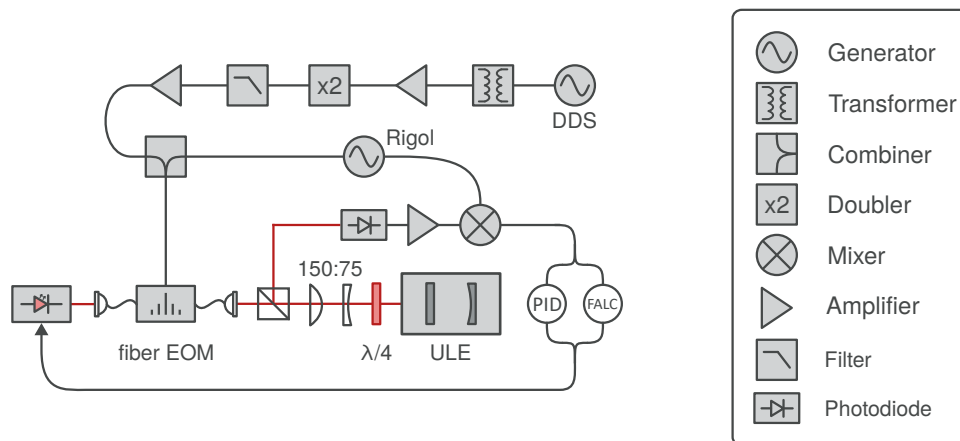 x2
DDS
Rigol
150:75
PID
FALC
fiber EOM
λ/4
ULE
Generator
Transformer
Combiner
x2
Doubler
Mixer
Amplifier
Filter
Photodiode